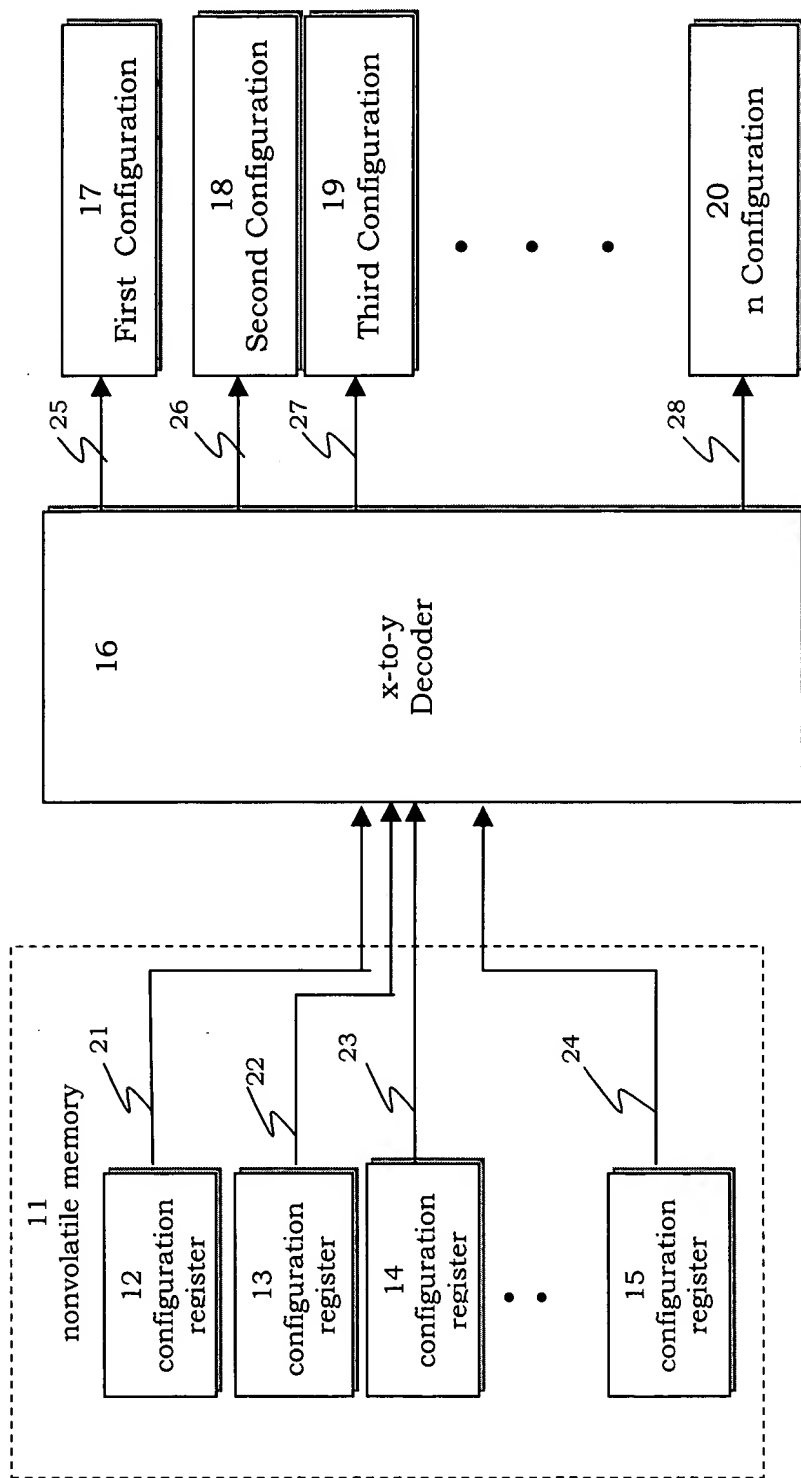 11
nonvolatile memory
12
configuration
register
13
configuration
register
14
configuration
register
15
configuration
register
21
22
23
24
16
x-to-y
Decoder
25
26
27
28
17
First Configuration
18
Second Configuration
19
Third Configuration
20
n Configuration